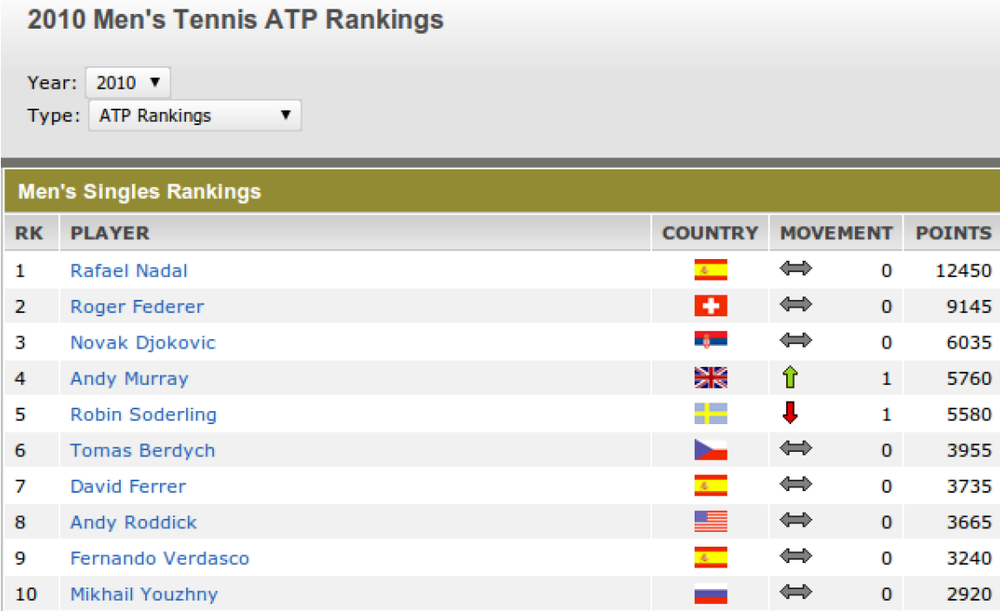 2010 Men's Tennis ATP Rankings
Year: 2010
Type: ATP Rankings
Men's Singles Rankings
RK PLAYER COUNTRY MOVEMENT POINTS
1 Rafael Nadal 0 12450
2 Roger Federer 0 9145
3 Novak Djokovic 0 6035
4 Andy Murray 1 5760
5 Robin Soderling 1 5580
6 Tomas Berdych 0 3955
7 David Ferrer 0 3735
8 Andy Roddick 0 3665
9 Fernando Verdasco 0 3240
10 Mikhail Youzhny 0 2920